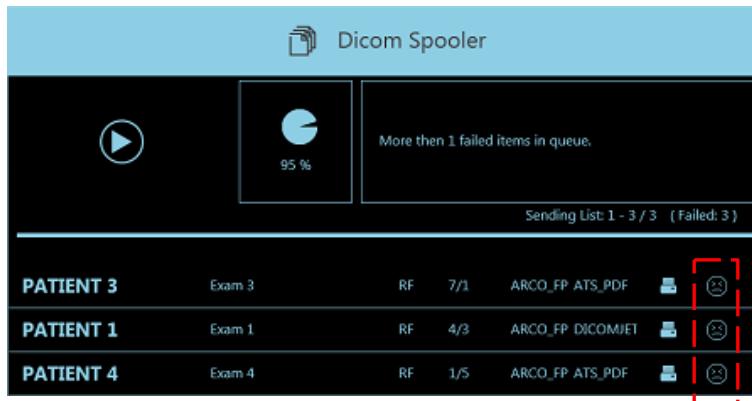 Dicom Spooler
95 %
More then 1 failed items in queue.
Sending List: 1 - 3 / 3 ( Failed: 3 )
PATIENT 3 Exam 3 RF 7/1 ARCO_FP ATS_PDF
PATIENT 1 Exam 1 RF 4/3 ARCO_FP DICOMJET
PATIENT 4 Exam 4 RF 1/5 ARCO_FP ATS_PDF